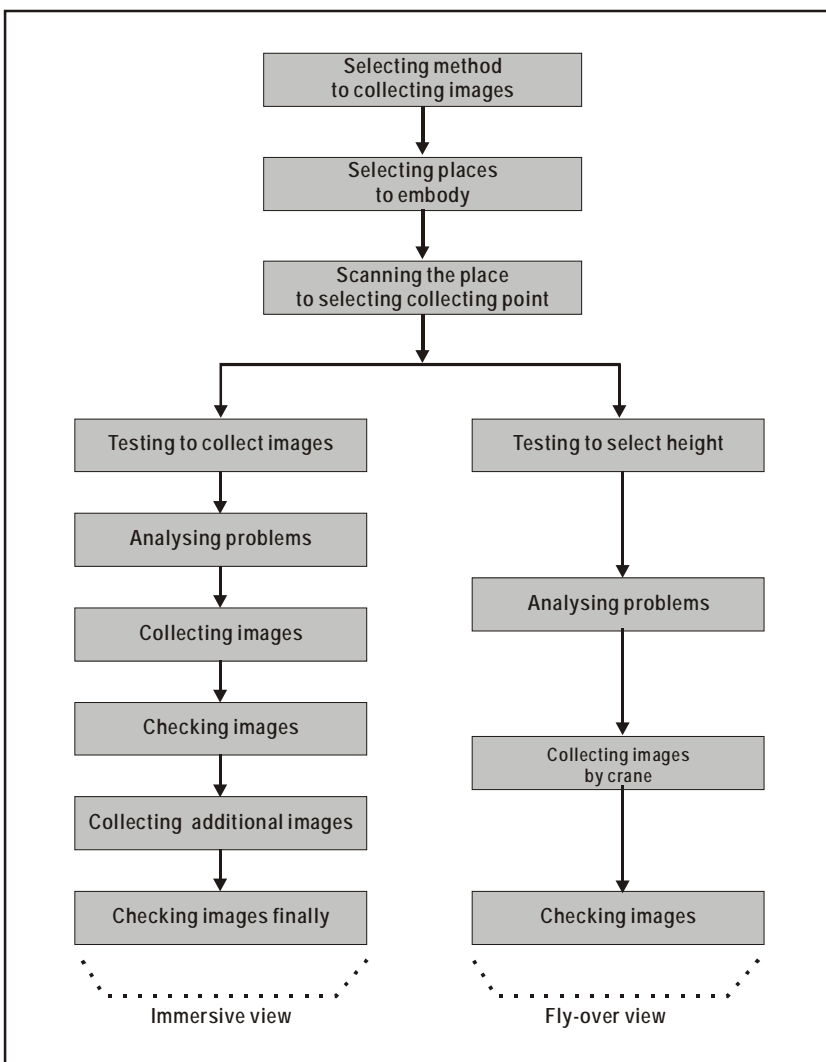 Selecting method
to collecting images
Selecting places
to embody
Scanning the place
to selecting collecting point
Testing to collect images
Analysing problems
Collecting images
Checking images
Collecting additional images
Checking images finally
Immersive view
Testing to select height
Analysing problems
Collecting images
by crane
Checking images
Fly-over view